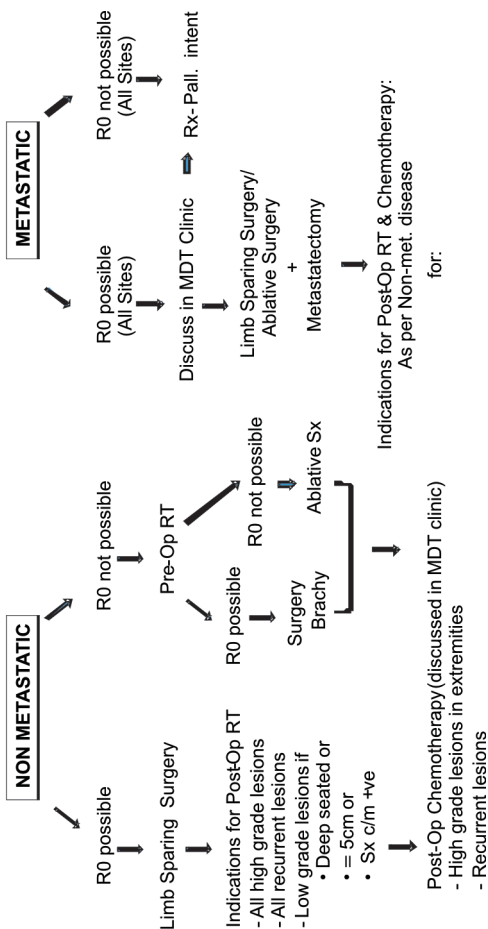 NON METASTATIC
R0 possible
Limb Sparing Surgery
Indications for Post-Op RT
- All high grade lesions
- All recurrent lesions
- Low grade lesions if
• Deep seated or
• = 5cm or
• Sx c/m +ve
R0 not possible
Pre-Op RT
R0 possible
Surgery
Brachy
R0 not possible
Ablative Sx
Post-Op Chemotherapy (discussed in MDT clinic)
- High grade lesions in extremities
- Recurrent lesions
METASTATIC
R0 possible
(All Sites)
Discuss in MDT Clinic
Limb Sparing Surgery/
Ablative Surgery
+
Metastatectomy
Indications for Post-Op RT & Chemotherapy:
As per Non-met. disease
for:
R0 not possible
(All Sites)
Rx- Pall. intent